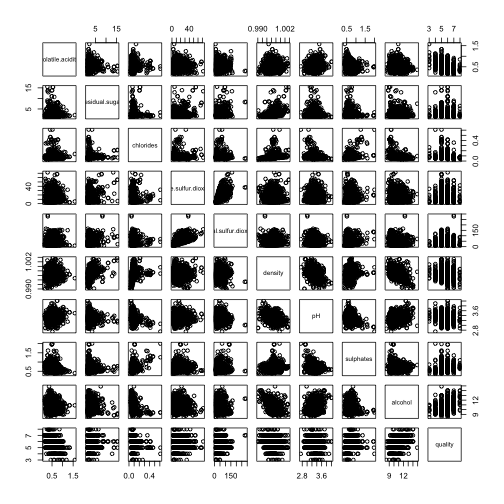 5 15
0 40
0.990 1.002
0.5 1.5
3 5 7
olatile.acidit
0.5 1.5
5 15
sidual.suga
chlorides
0.0 0.4
0 40
e.sulfur.diox
al.sulfur.diox
0 150
0.990 1.002
density
pH
2.8 3.6
0.5 1.5
sulphates
alcohol
9 12
3 5 7
quality
0.5 1.5
0.0 0.4
0 150
2.8 3.6
9 12